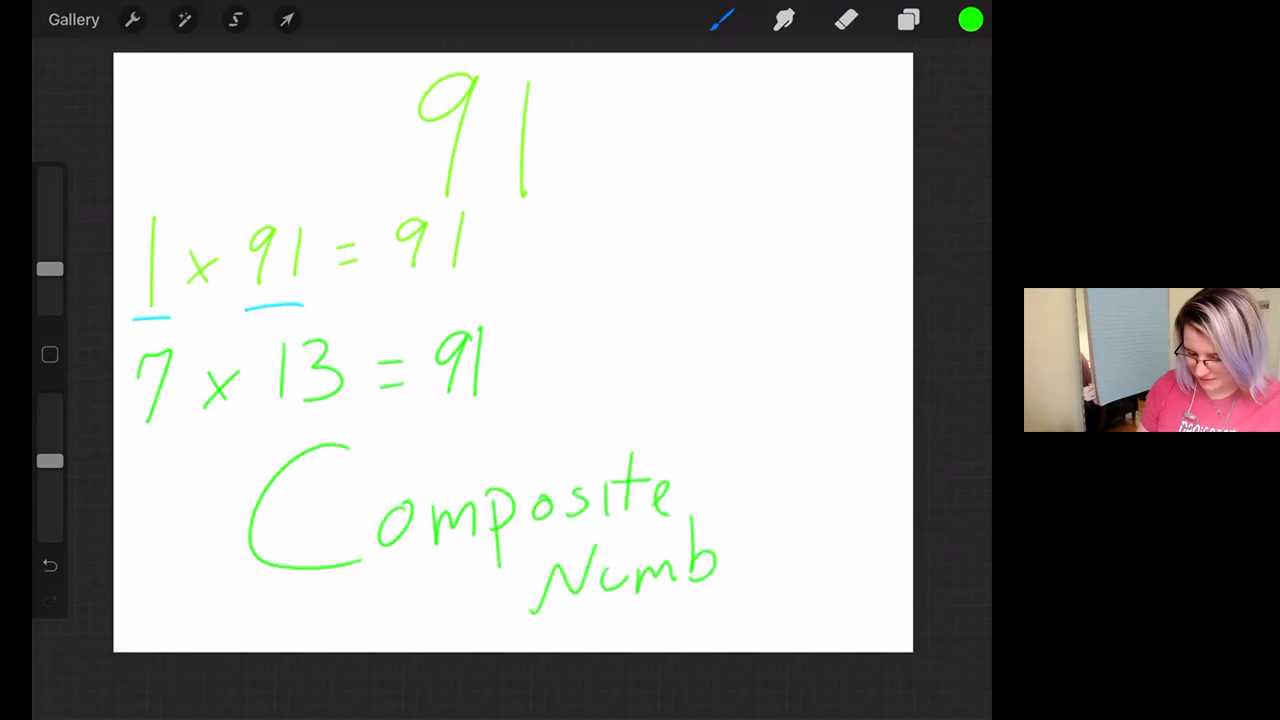 Gallery
91
1 x 91 = 91
7 x 13 = 91
Composite
Numb